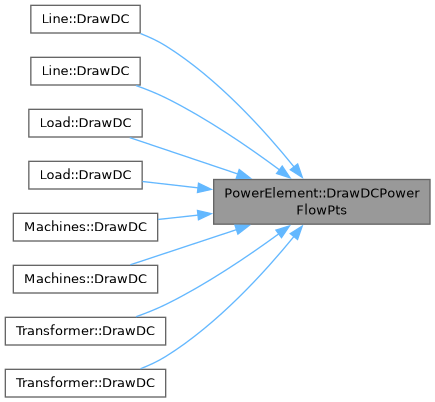 Line::DrawDC
Line::DrawDC
Load::DrawDC
Load::DrawDC
PowerElement::DrawDCPower
FlowPts
Machines::DrawDC
Machines::DrawDC
Transformer::DrawDC
Transformer::DrawDC